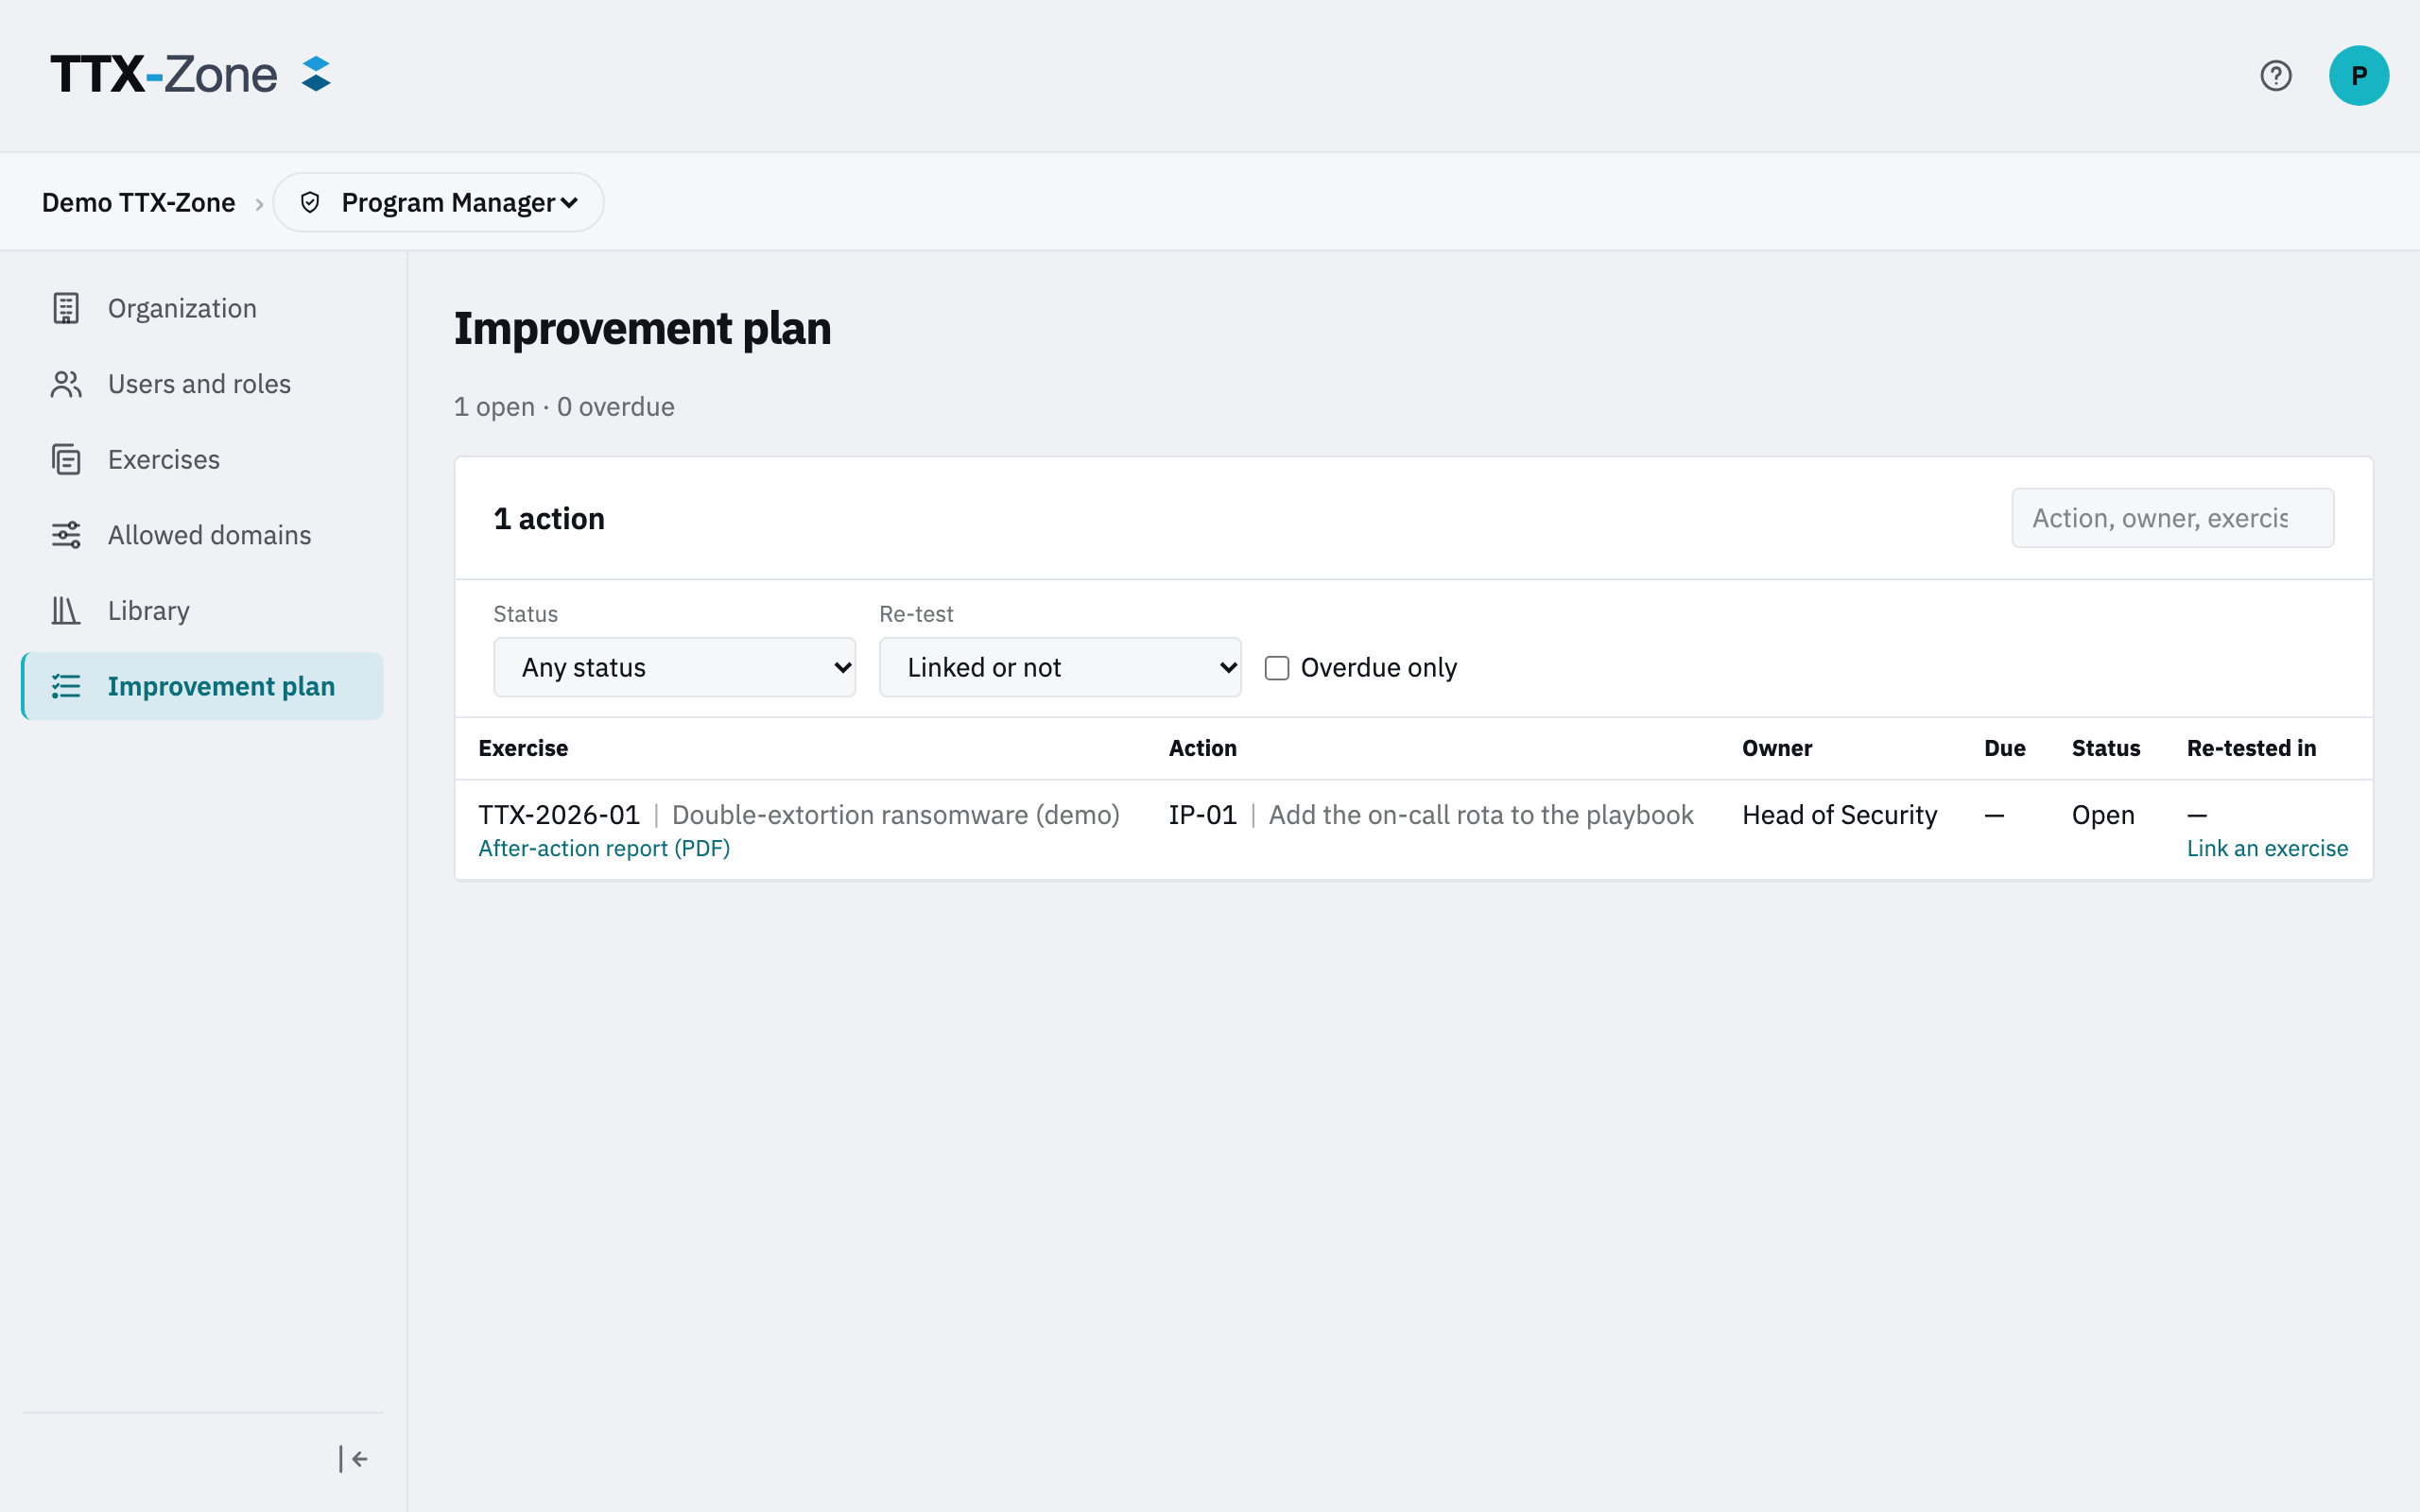 TTX-Zone
P
Demo TTX-Zone › Program Manager
Organization
Users and roles
Exercises
Allowed domains
Library
Improvement plan
Improvement plan
1 open · 0 overdue
1 action
Action, owner, exercis
Status
Re-test
Any status
Linked or not
Overdue only
Exercise Action Owner Due Status Re-tested in
TTX-2026-01 | Double-extortion ransomware (demo) IP-01 | Add the on-call rota to the playbook Head of Security — Open —
After-action report (PDF) Link an exercise